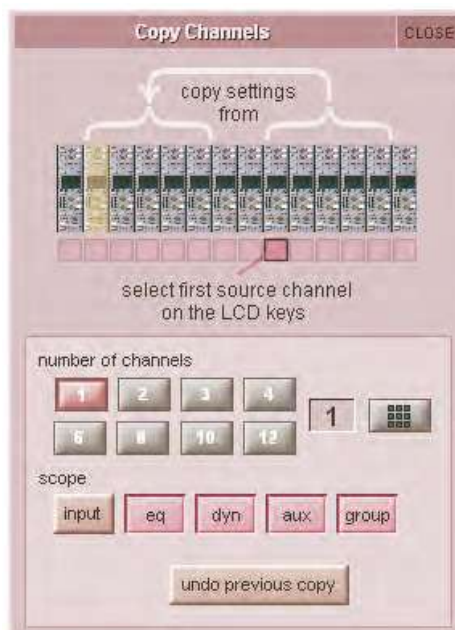 Copy Channels CLOSE
copy settings
from
select first source channel
on the LCD keys
number of channels
1 2 3 4
1
6 8 10 12
scope
input eq dyn aux group
undo previous copy